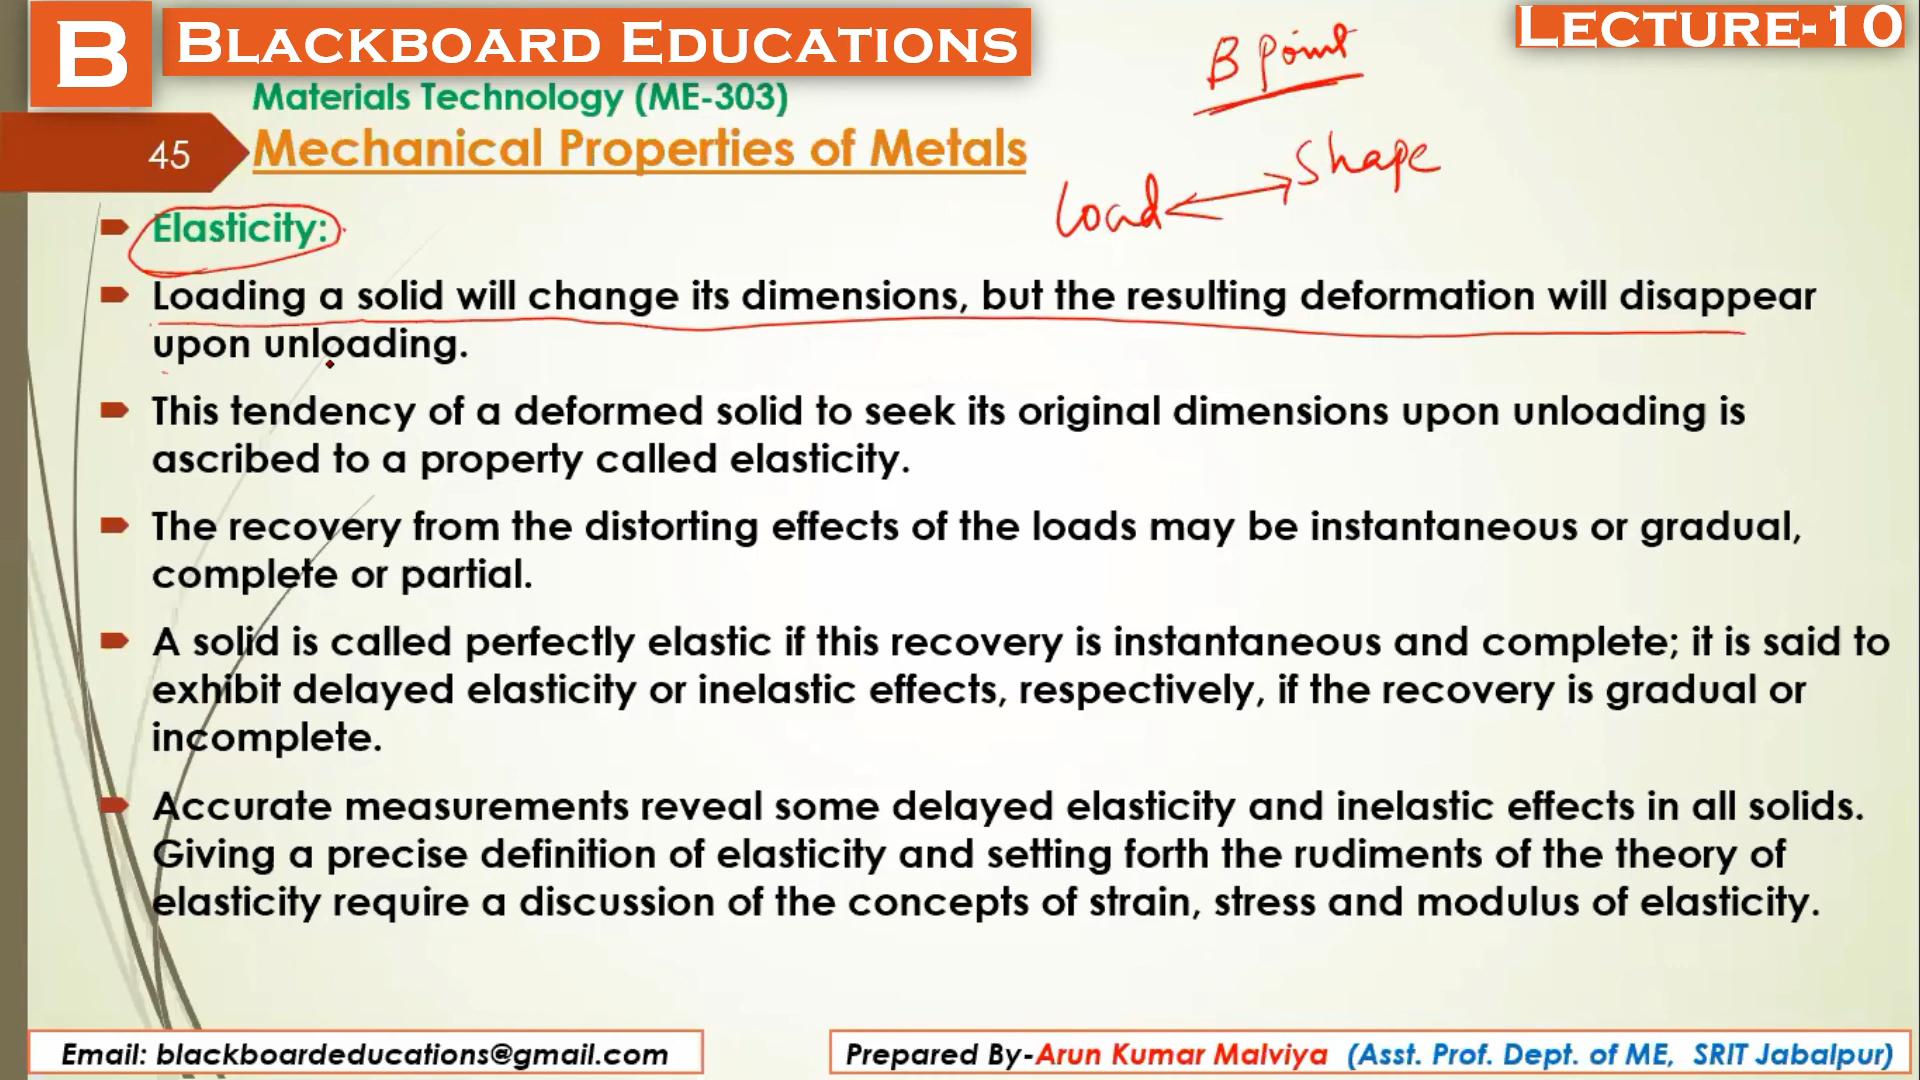 B BLACKBOARD EDUCATIONS
LECTURE-10
Materials Technology (ME-303)
45
Mechanical Properties of Metals
B Point
Load Shape
Elasticity:
Loading a solid will change its dimensions, but the resulting deformation will disappear
upon unloading.
This tendency of a deformed solid to seek its original dimensions upon unloading is
ascribed to a property called elasticity.
The recovery from the distorting effects of the loads may be instantaneous or gradual,
complete or partial.
A solid is called perfectly elastic if this recovery is instantaneous and complete; it is said to
exhibit delayed elasticity or inelastic effects, respectively, if the recovery is gradual or
incomplete.
Accurate measurements reveal some delayed elasticity and inelastic effects in all solids.
Giving a precise definition of elasticity and setting forth the rudiments of the theory of
elasticity require a discussion of the concepts of strain, stress and modulus of elasticity.
Email: blackboardeducations@gmail.com
Prepared By-Arun Kumar Malviya (Asst. Prof. Dept. of ME, SRIT Jabalpur)